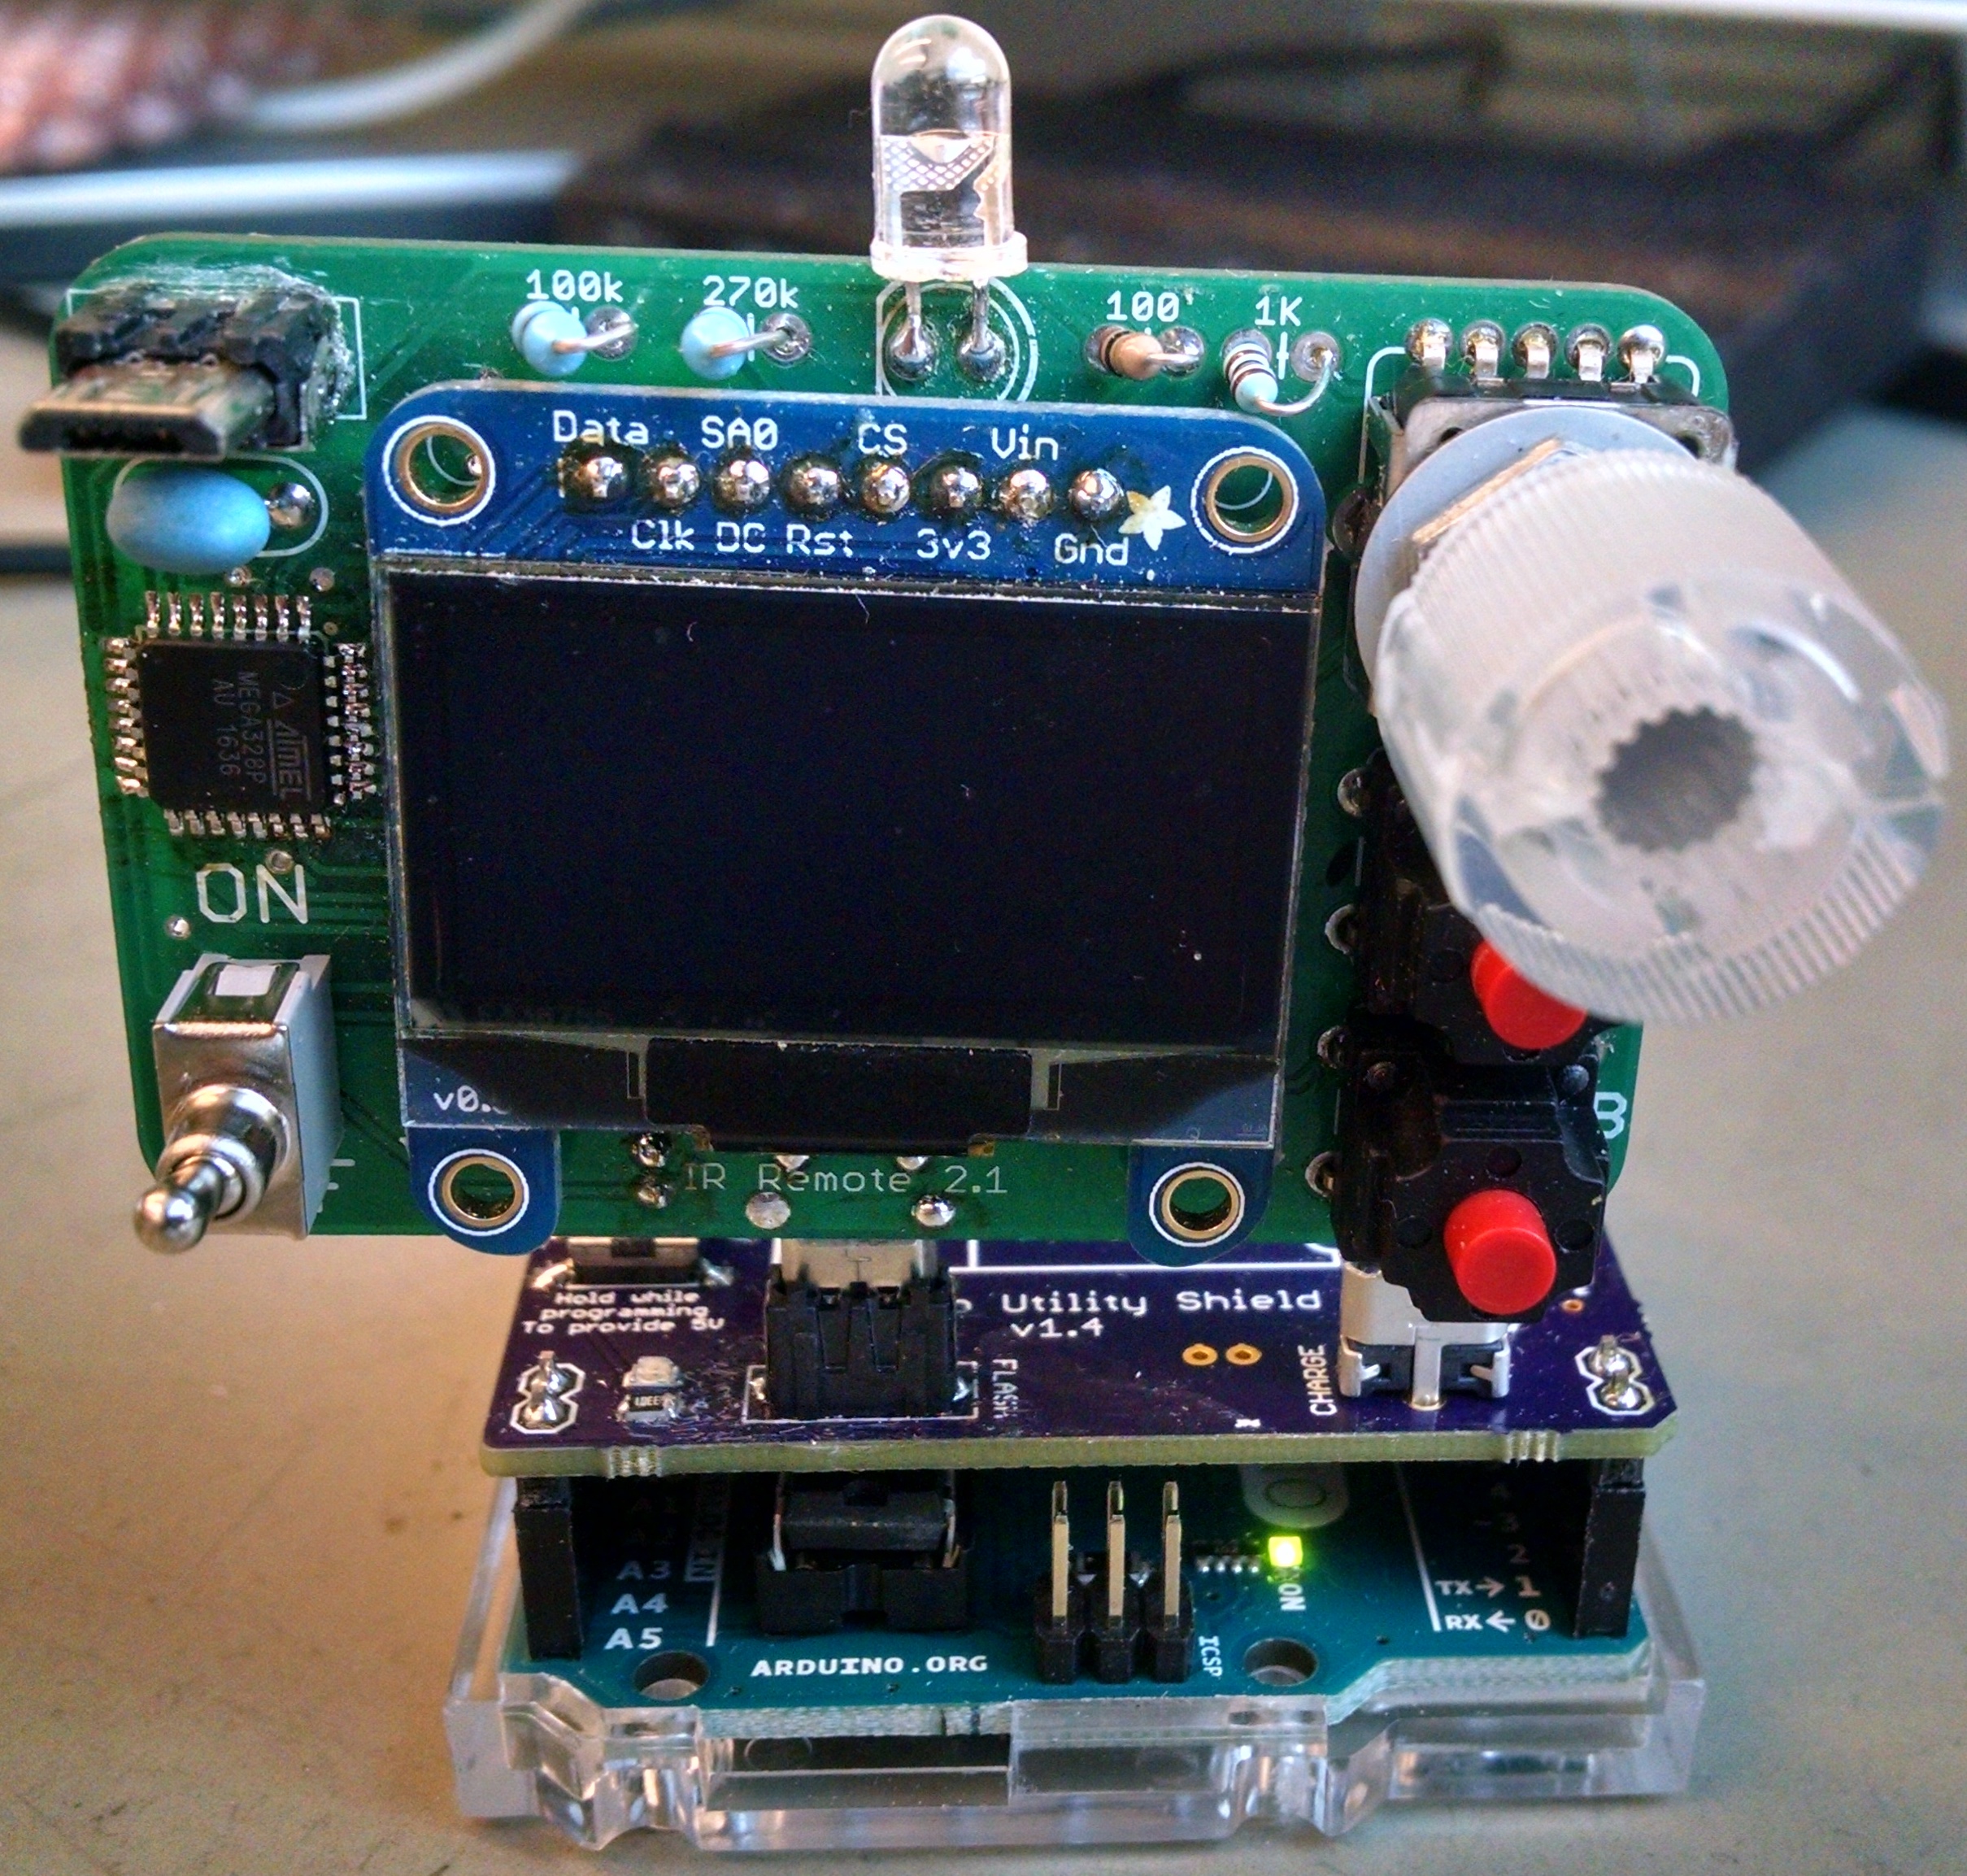 100k
270k
100
1K
Data SA0 CS Vin
Clk DC Rst 3v3 Gnd
ATMEL
MEGA328P
AU 1636
ON
B
IR Remote 2.1
Hold while
programming
To provide 5V
Utility Shield
v1.4
FLASH
CHARGE
A3
A4
A5
2
TX→ 1
RX← 0
ON
ICSP
ARDUINO.ORG